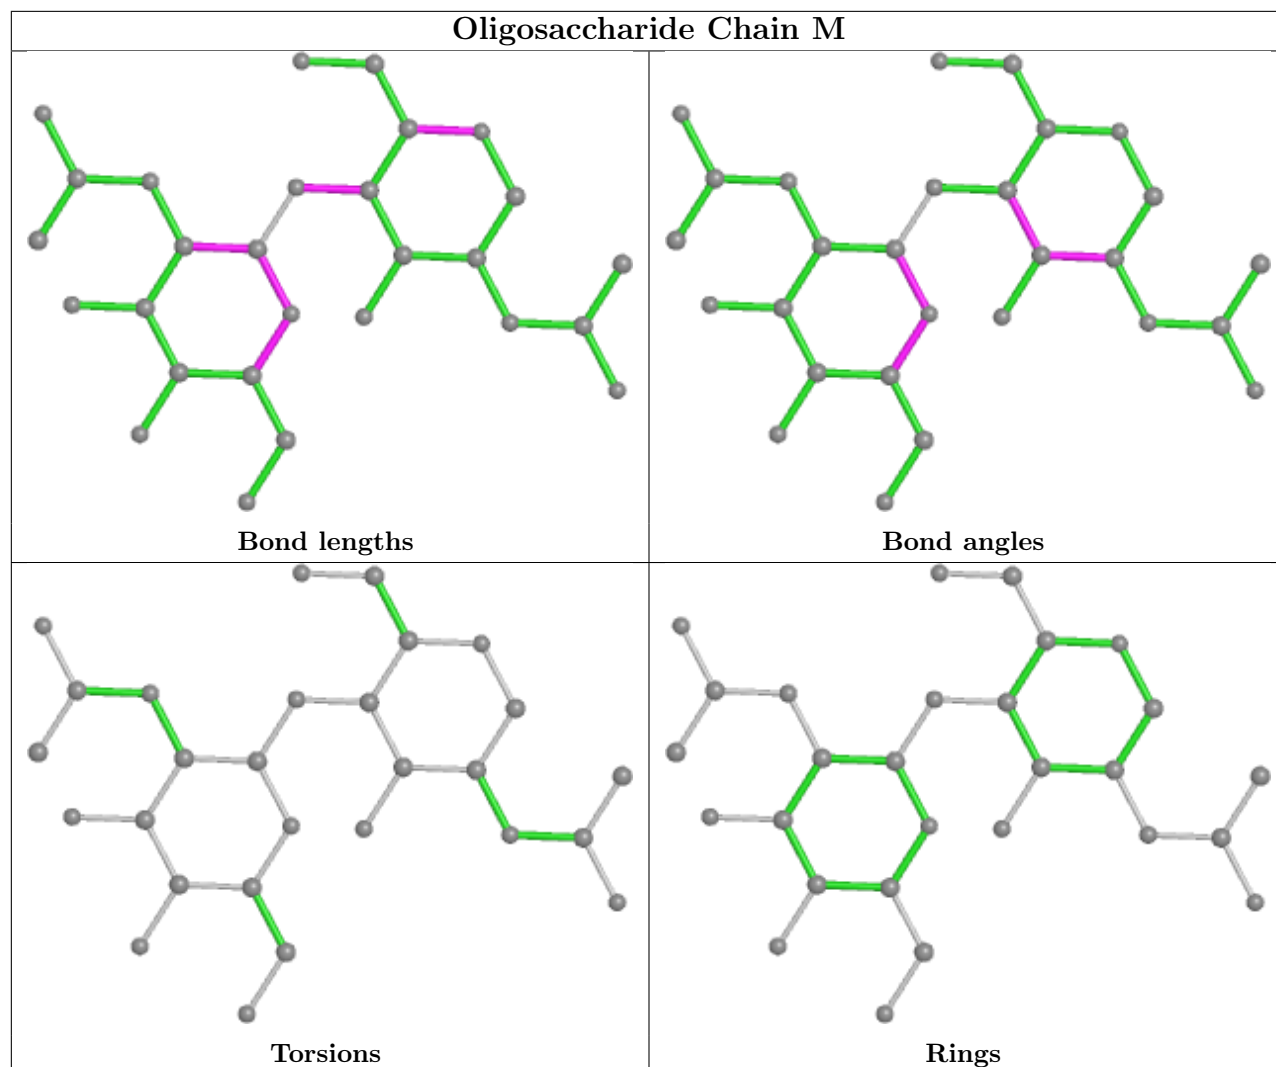 Oligosaccharide Chain M
Bond lengths
Bond angles
Torsions
Rings